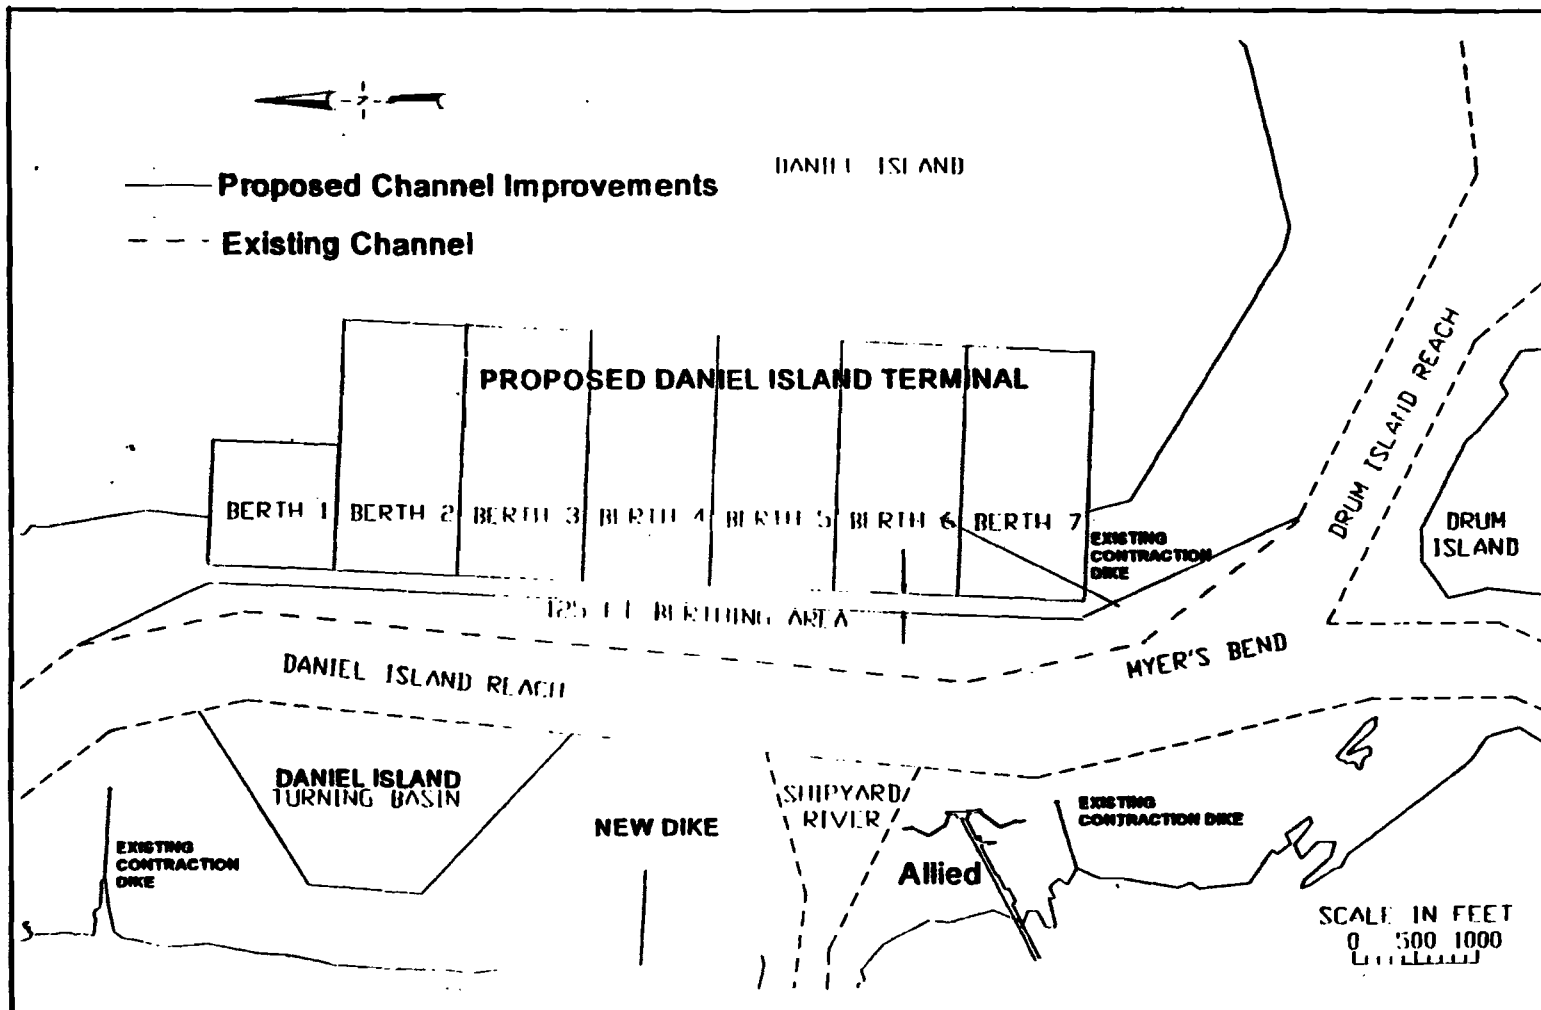 DANIEL ISLAND
Proposed Channel Improvements
Existing Channel
PROPOSED DANIEL ISLAND TERMINAL
BERTH 1
BERTH 2
BERTH 3
BERTH 4
BERTH 5
BERTH 6
BERTH 7
EXISTING
CONTRACTION
DIKE
DRUM ISLAND REACH
DRUM
ISLAND
125 FT BERTHING AREA
MYER'S BEND
DANIEL ISLAND REACH
DANIEL ISLAND
TURNING BASIN
SHIPYARD
RIVER
NEW DIKE
EXISTING
CONTRACTION DIKE
EXISTING
CONTRACTION
DIKE
Allied
SCALE IN FEET
0 500 1000